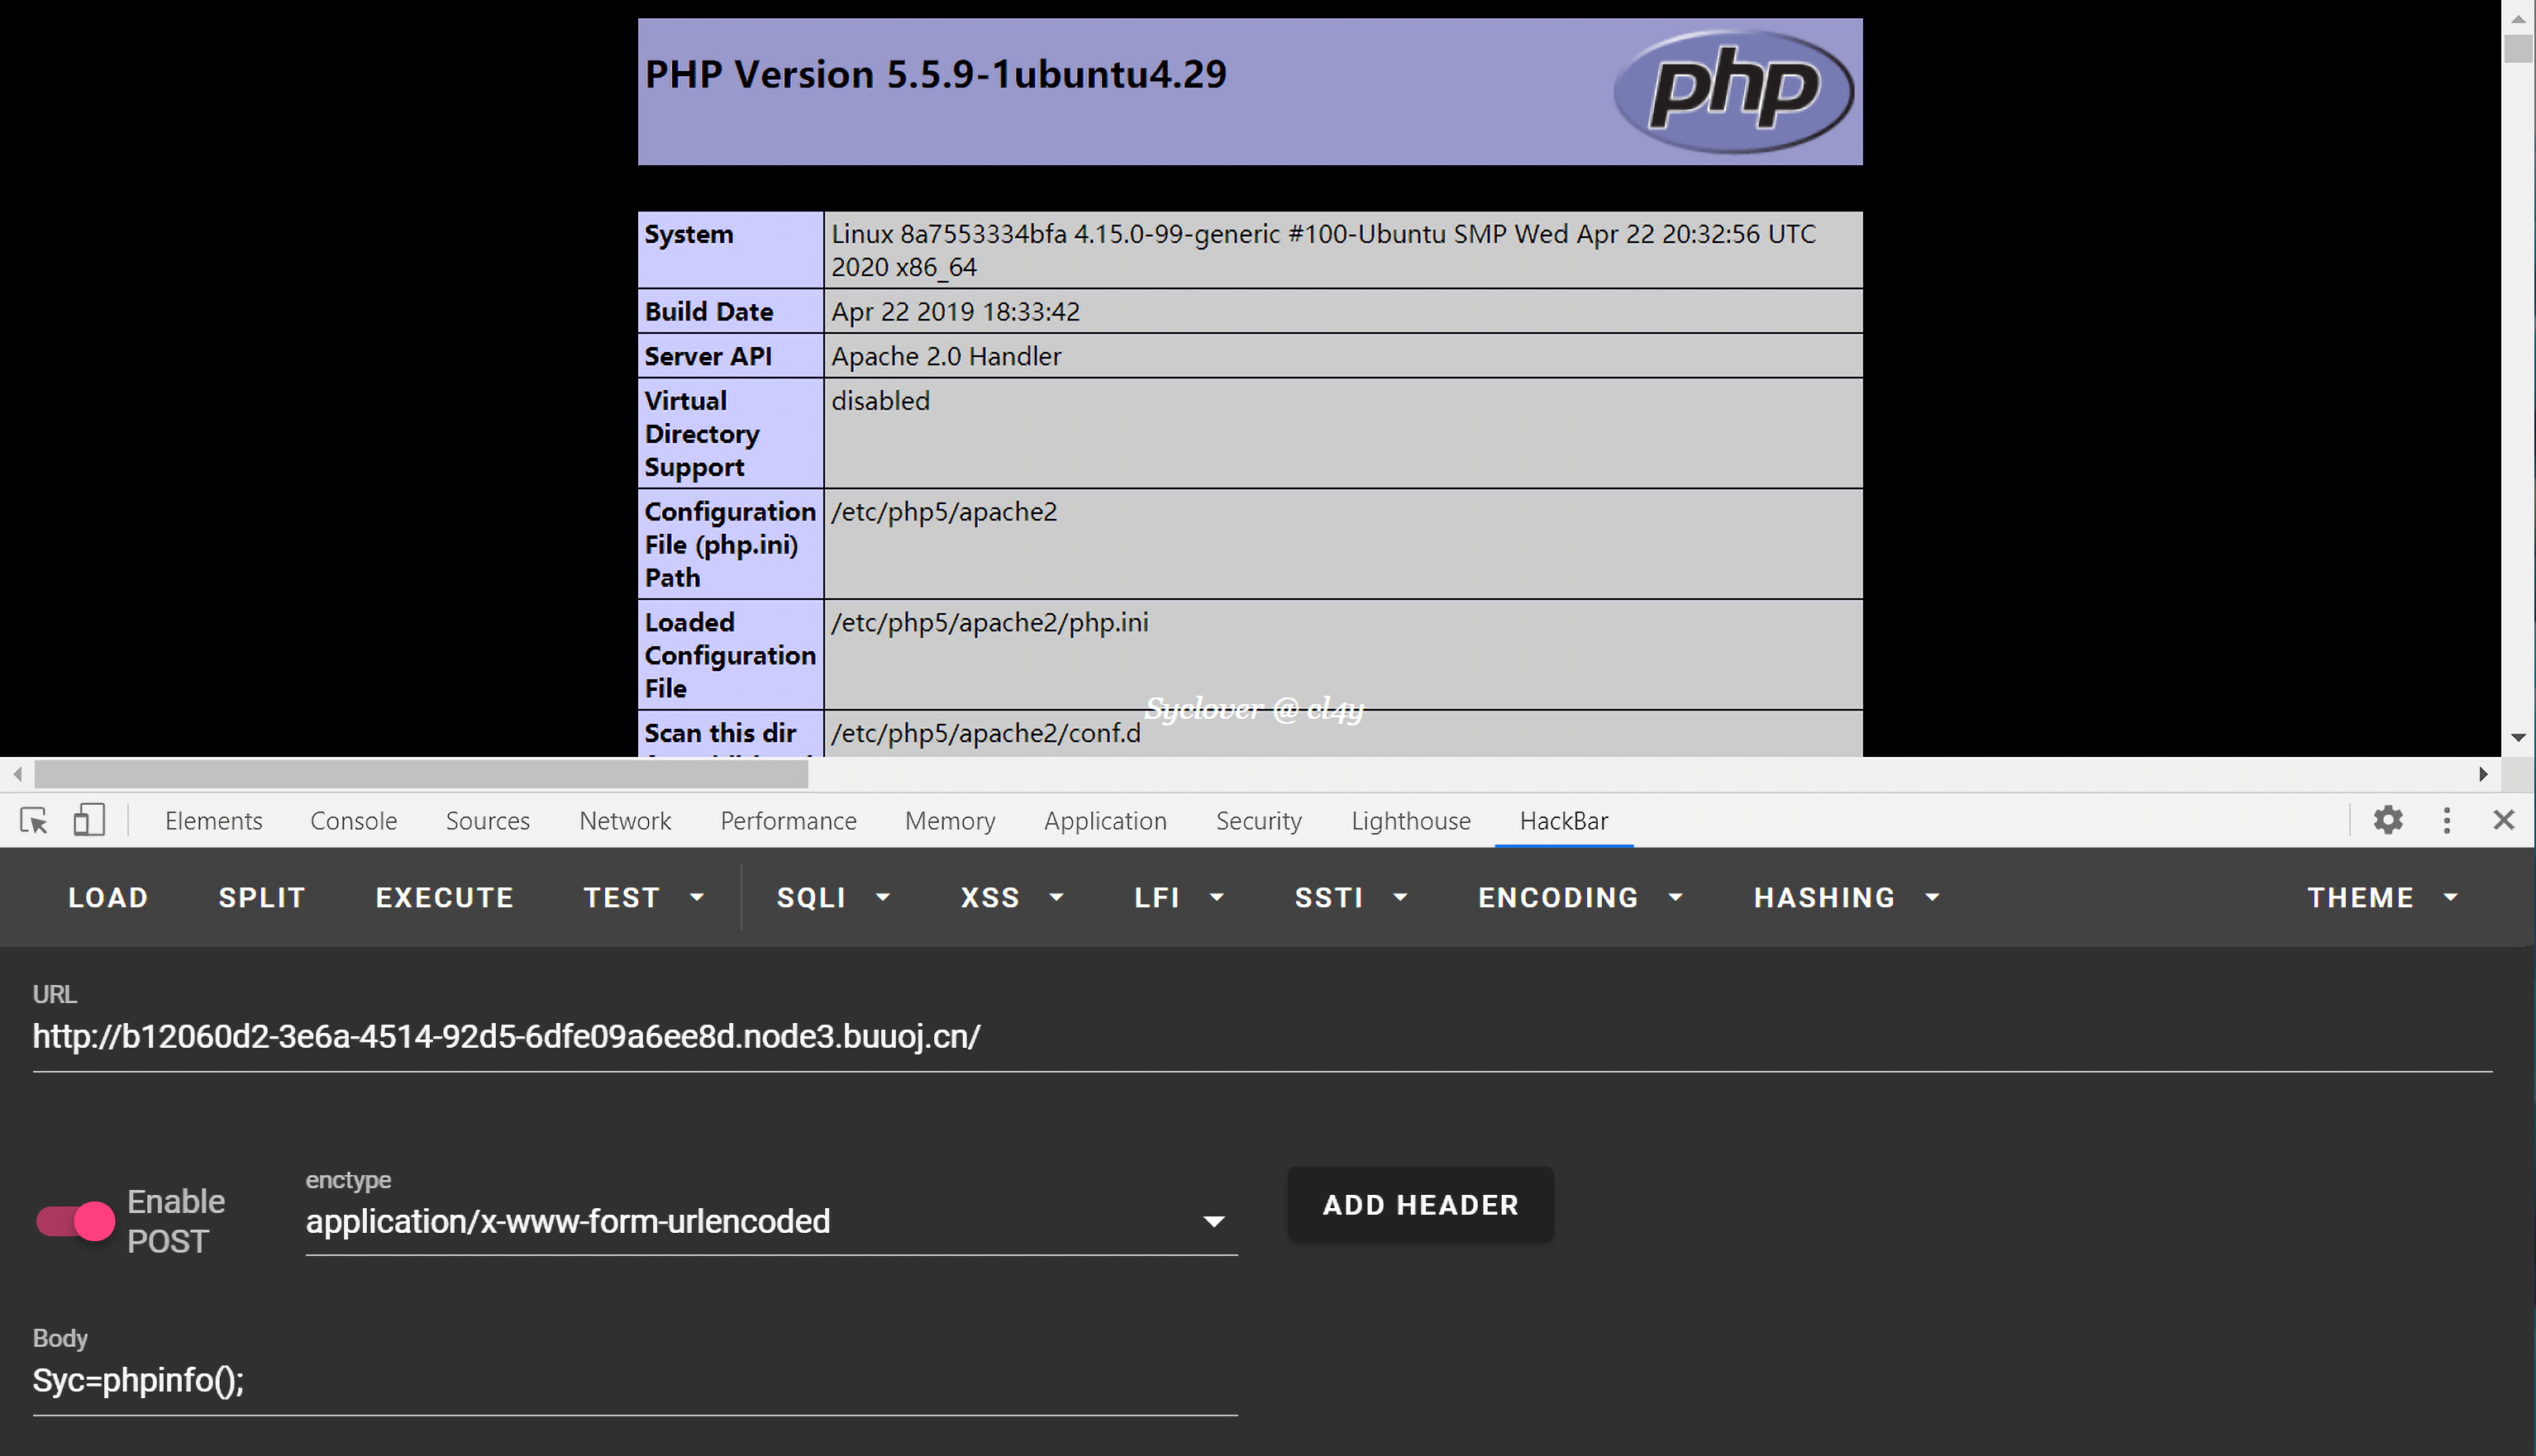 PHP Version 5.5.9-1ubuntu4.29
php
System
Linux 8a7553334bfa 4.15.0-99-generic #100-Ubuntu SMP Wed Apr 22 20:32:56 UTC
2020 x86_64
Build Date
Apr 22 2019 18:33:42
Server API
Apache 2.0 Handler
Virtual
Directory
Support
disabled
Configuration
File (php.ini)
Path
/etc/php5/apache2
Loaded
Configuration
File
/etc/php5/apache2/php.ini
Syclover @ cl4y
Scan this dir
/etc/php5/apache2/conf.d
Elements Console Sources Network Performance Memory Application Security Lighthouse HackBar
LOAD SPLIT EXECUTE TEST SQLI XSS LFI SSTI ENCODING HASHING THEME
URL
http://b12060d2-3e6a-4514-92d5-6dfe09a6ee8d.node3.buuoj.cn/
Enable
POST
enctype
application/x-www-form-urlencoded
ADD HEADER
Body
Syc=phpinfo();